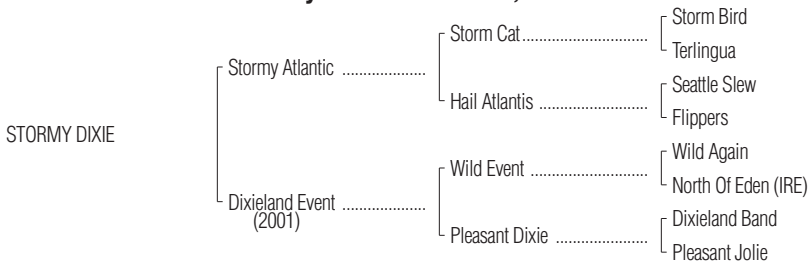 Storm Bird
Storm Cat......................
Terlingua
Stormy Atlantic ....................
Seattle Slew
Hail Atlantis .........................
Flippers
STORMY DIXIE
Wild Again
Wild Event ...........................
North Of Eden (IRE)
Dixieland Event ....................
(2001)
Dixieland Band
Pleasant Dixie ......................
Pleasant Jolie